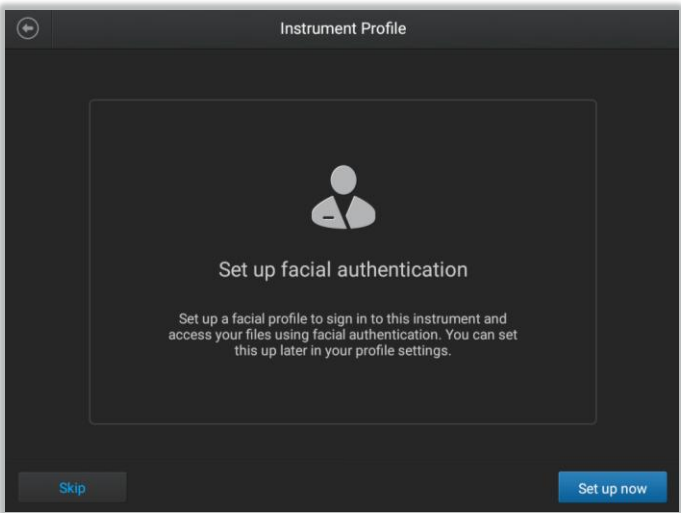 Instrument Profile
Set up facial authentication
Set up a facial profile to sign in to this instrument and
access your files using facial authentication. You can set
this up later in your profile settings.
Skip
Set up now